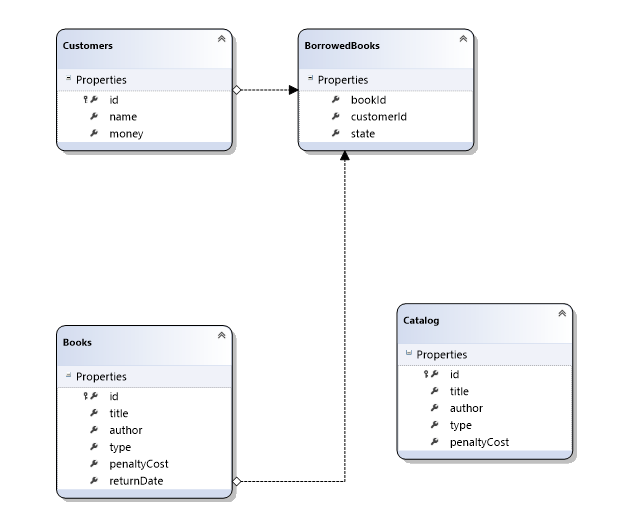 Customers
Properties
id
name
money
BorrowedBooks
Properties
bookId
customerId
state
Books
Properties
id
title
author
type
penaltyCost
returnDate
Catalog
Properties
id
title
author
type
penaltyCost